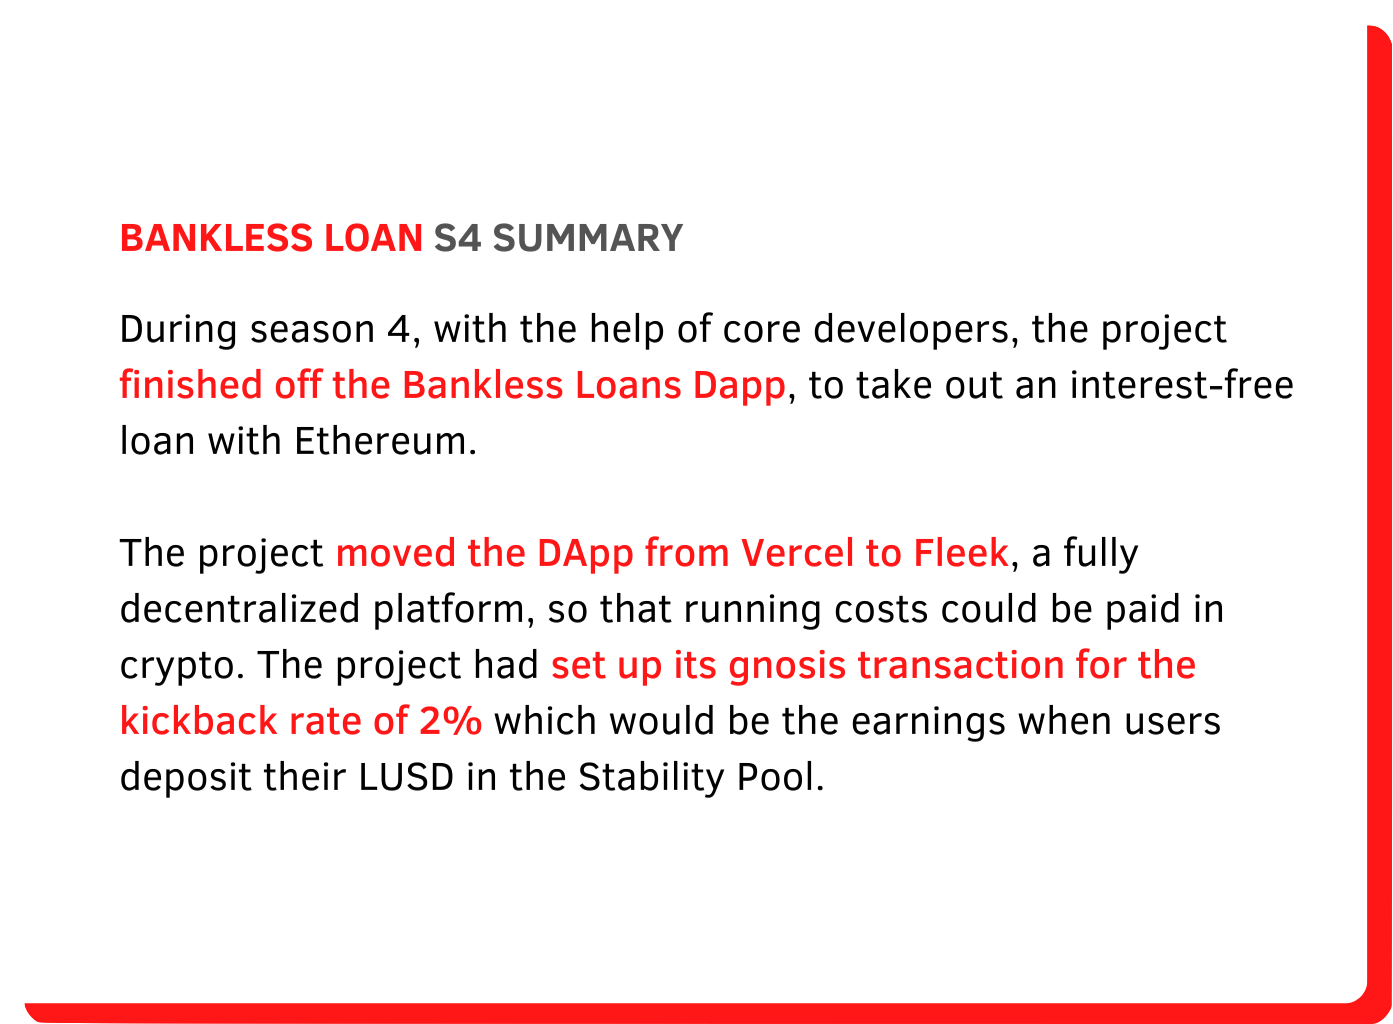 BANKLESS LOAN S4 SUMMARY
During season 4, with the help of core developers, the project
finished off the Bankless Loans Dapp, to take out an interest-free
loan with Ethereum.
The project moved the DApp from Vercel to Fleek, a fully
decentralized platform, so that running costs could be paid in
crypto. The project had set up its gnosis transaction for the
kickback rate of 2% which would be the earnings when users
deposit their LUSD in the Stability Pool.